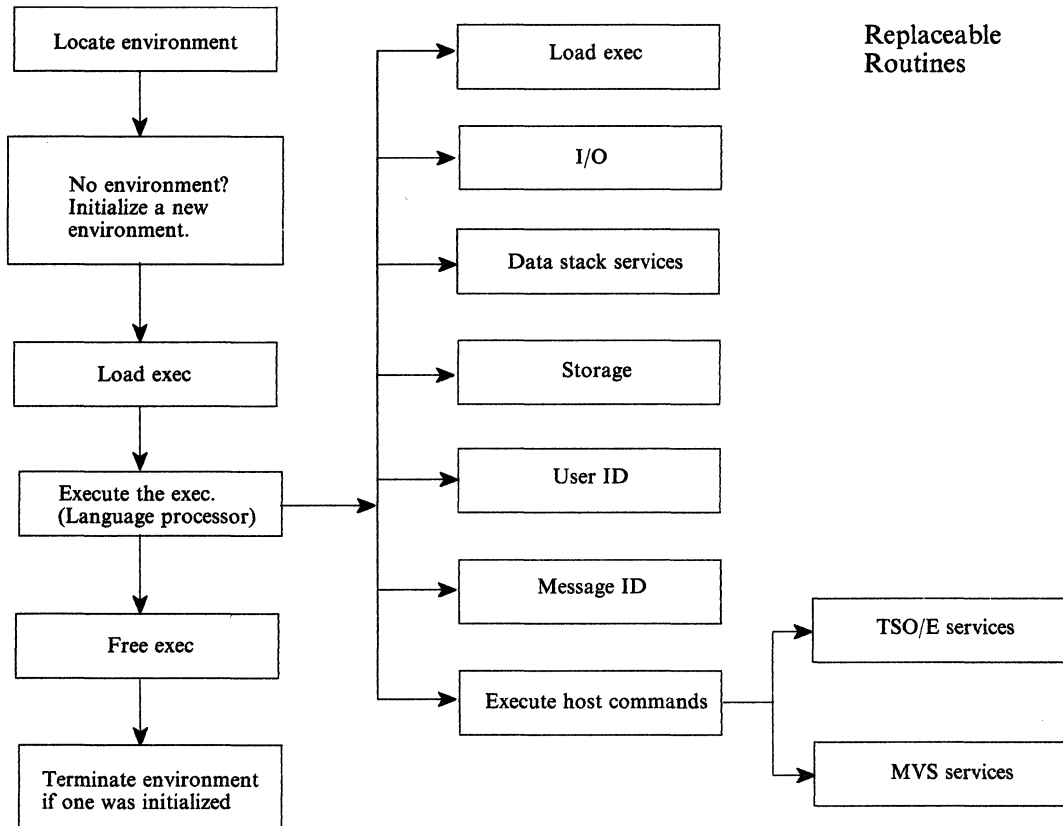 Locate environment
No environment?
Initialize a new
environment.
Load exec
Execute the exec.
(Language processor)
Free exec
Terminate environment
if one was initialized
Load exec
I/O
Data stack services
Storage
User ID
Message ID
Execute host commands
Replaceable
Routines
TSO/E services
MVS services